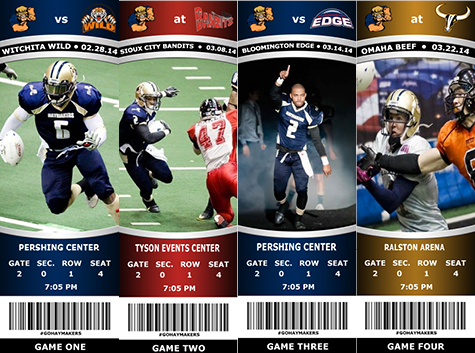 vs
WILD
WITCHITA WILD • 02.28.14
HAYMAKERS
6
PERSHING CENTER
GATE SEC. ROW SEAT
2 0 1 4
7:05 PM
#GOHAYMAKERS
GAME ONE
at
BANDITS
SIOUX CITY BANDITS • 03.08.14
47
TYSON EVENTS CENTER
GATE SEC. ROW SEAT
2 0 1 4
7:05 PM
#GOHAYMAKERS
GAME TWO
vs
EDGE
BLOOMINGTON EDGE • 03.14.14
2
PERSHING CENTER
GATE SEC. ROW SEAT
2 0 1 4
7:05 PM
#GOHAYMAKERS
GAME THREE
at
OMAHA BEEF • 03.22.14
RALSTON ARENA
GATE SEC. ROW SEAT
2 0 1 4
7:05 PM
#GOHAYMAKERS
GAME FOUR